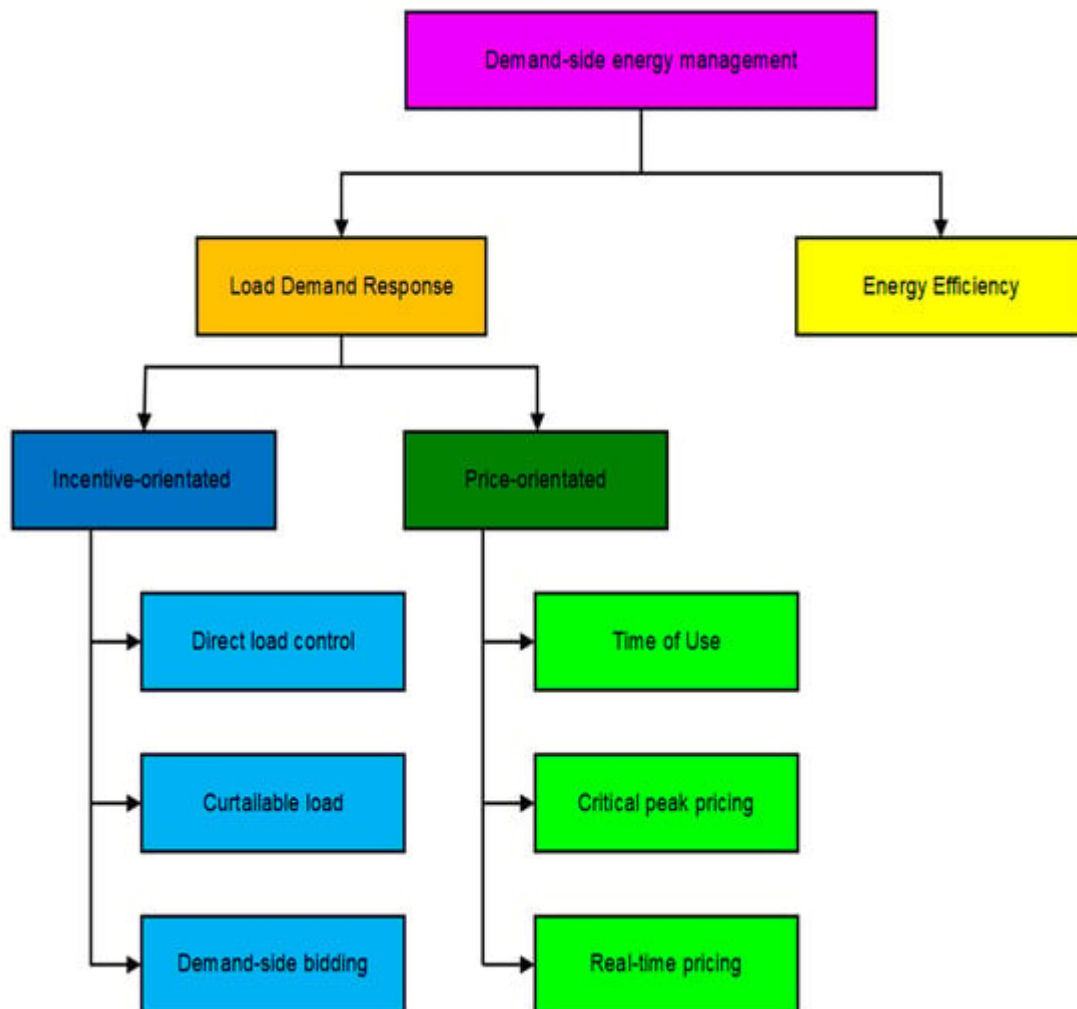 Demand-side energy management
Load Demand Response
Energy Efficiency
Incentive-orientated
Price-orientated
Direct load control
Time of Use
Curtailable load
Critical peak pricing
Demand-side bidding
Real-time pricing